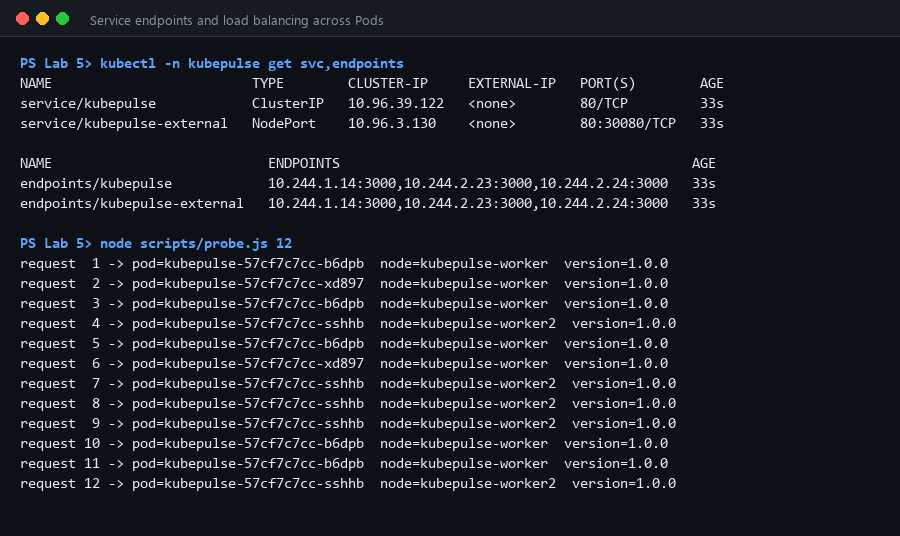 Service endpoints and load balancing across Pods
PS Lab 5> kubectl -n kubepulse get svc,endpoints
NAME                         TYPE        CLUSTER-IP     EXTERNAL-IP   PORT(S)        AGE
service/kubepulse            ClusterIP   10.96.39.122   <none>        80/TCP         33s
service/kubepulse-external   NodePort    10.96.3.130    <none>        80:30080/TCP   33s
NAME                           ENDPOINTS                                            AGE
endpoints/kubepulse            10.244.1.14:3000,10.244.2.23:3000,10.244.2.24:3000   33s
endpoints/kubepulse-external   10.244.1.14:3000,10.244.2.23:3000,10.244.2.24:3000   33s
PS Lab 5> node scripts/probe.js 12
request  1 -> pod=kubepulse-57cf7c7cc-b6dpb  node=kubepulse-worker  version=1.0.0
request  2 -> pod=kubepulse-57cf7c7cc-xd897  node=kubepulse-worker  version=1.0.0
request  3 -> pod=kubepulse-57cf7c7cc-b6dpb  node=kubepulse-worker  version=1.0.0
request  4 -> pod=kubepulse-57cf7c7cc-sshhb  node=kubepulse-worker2  version=1.0.0
request  5 -> pod=kubepulse-57cf7c7cc-b6dpb  node=kubepulse-worker  version=1.0.0
request  6 -> pod=kubepulse-57cf7c7cc-xd897  node=kubepulse-worker  version=1.0.0
request  7 -> pod=kubepulse-57cf7c7cc-sshhb  node=kubepulse-worker2  version=1.0.0
request  8 -> pod=kubepulse-57cf7c7cc-sshhb  node=kubepulse-worker2  version=1.0.0
request  9 -> pod=kubepulse-57cf7c7cc-sshhb  node=kubepulse-worker2  version=1.0.0
request 10 -> pod=kubepulse-57cf7c7cc-b6dpb  node=kubepulse-worker  version=1.0.0
request 11 -> pod=kubepulse-57cf7c7cc-b6dpb  node=kubepulse-worker  version=1.0.0
request 12 -> pod=kubepulse-57cf7c7cc-sshhb  node=kubepulse-worker2  version=1.0.0